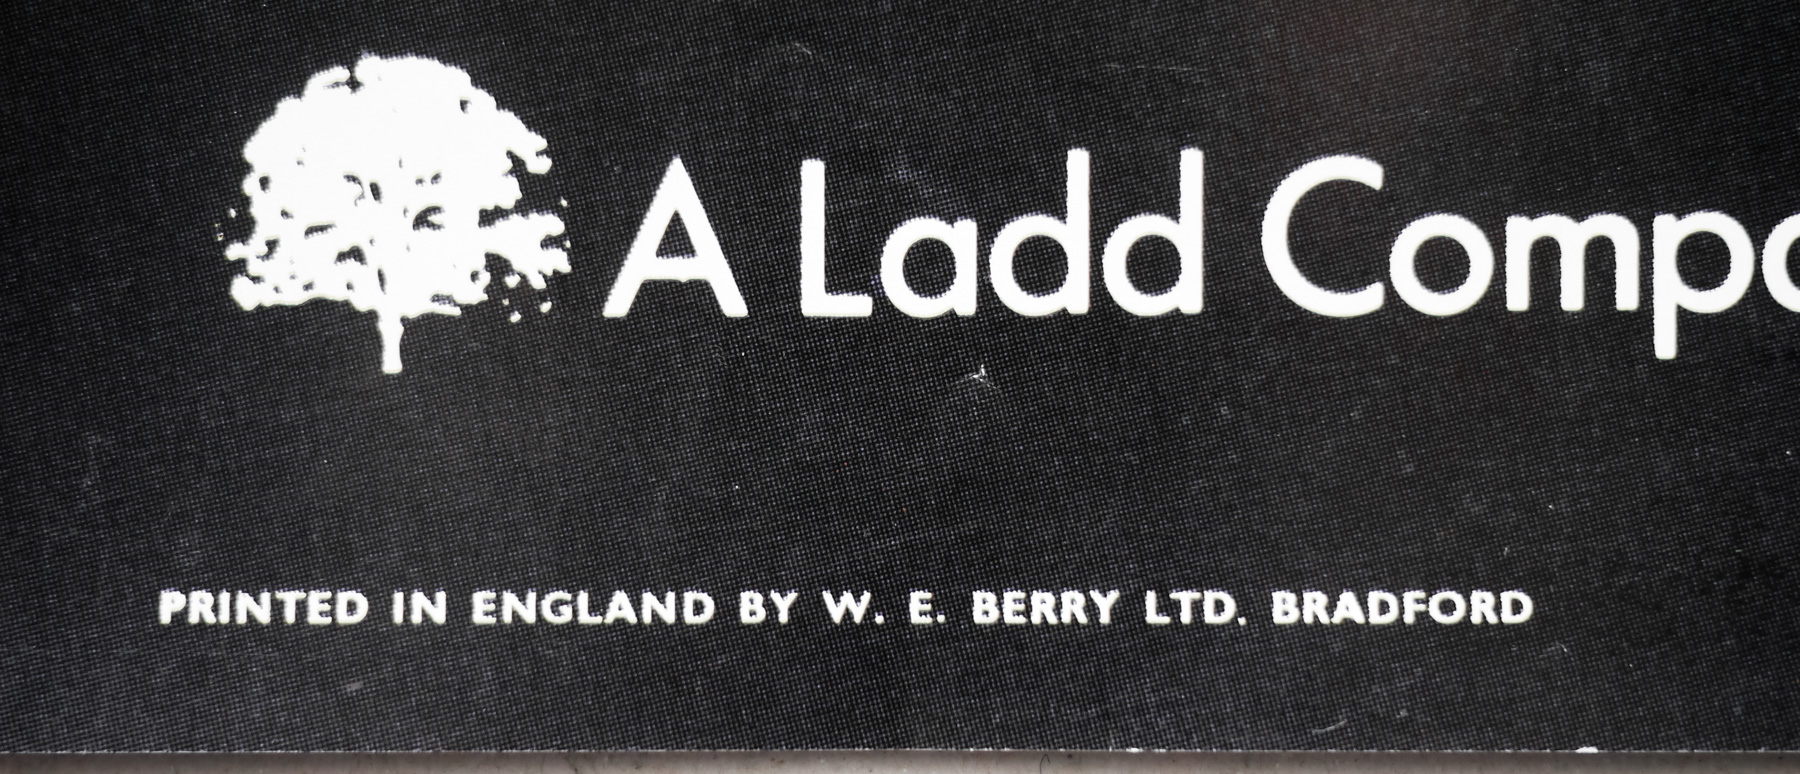 A Ladd Compa
PRINTED IN ENGLAND BY W. E. BERRY LTD. BRADFORD